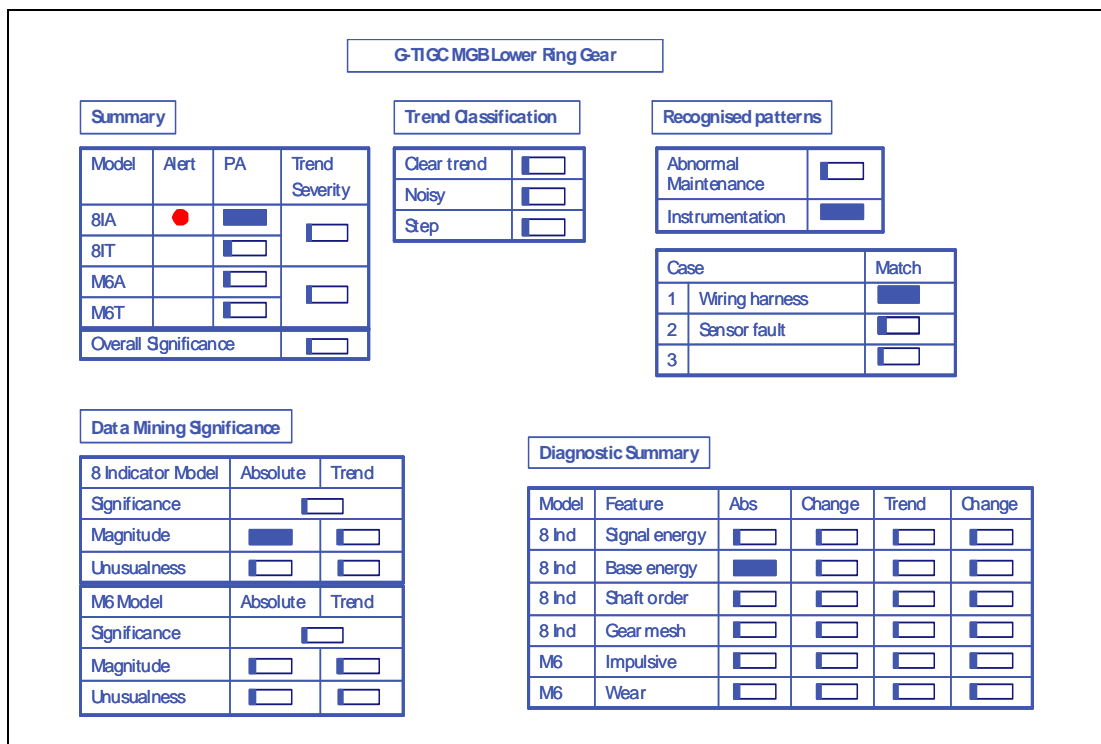 G-TIGC MGB Lower Ring Gear
Summary
Model Alert PA Trend Severity
8IA
8IT
M6A
M6T
Overall Significance
Trend Classification
Clear trend
Noisy
Step
Recognised patterns
Abnormal
Maintenance
Instrumentation
Case Match
1 Wiring harness
2 Sensor fault
3
Data Mining Significance
8 Indicator Model Absolute Trend
Significance
Magnitude
Unusualness
M6 Model Absolute Trend
Significance
Magnitude
Unusualness
Diagnostic Summary
Model Feature Abs Change Trend Change
8 Ind Signal energy
8 Ind Base energy
8 Ind Shaft order
8 Ind Gear mesh
M6 Impulsive
M6 Wear